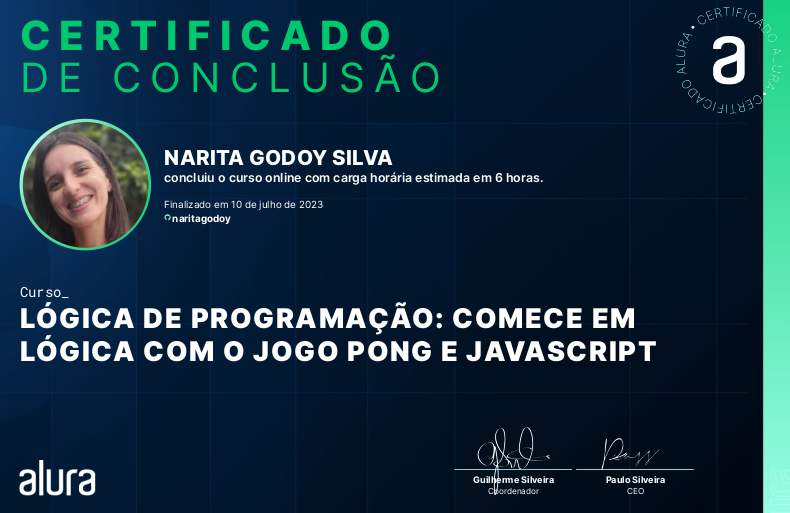 CERTIFICADO
DE CONCLUSÃO
CERTIFICADO ALURA • CERTIFICADO ALURA •
a
NARITA GODOY SILVA
concluiu o curso online com carga horária estimada em 6 horas.
Finalizado em 10 de julho de 2023
naritagodoy
Curso_
LÓGICA DE PROGRAMAÇÃO: COMECE EM
LÓGICA COM O JOGO PONG E JAVASCRIPT
alura
Guilherme Silveira
Coordenador
Paulo Silveira
CEO